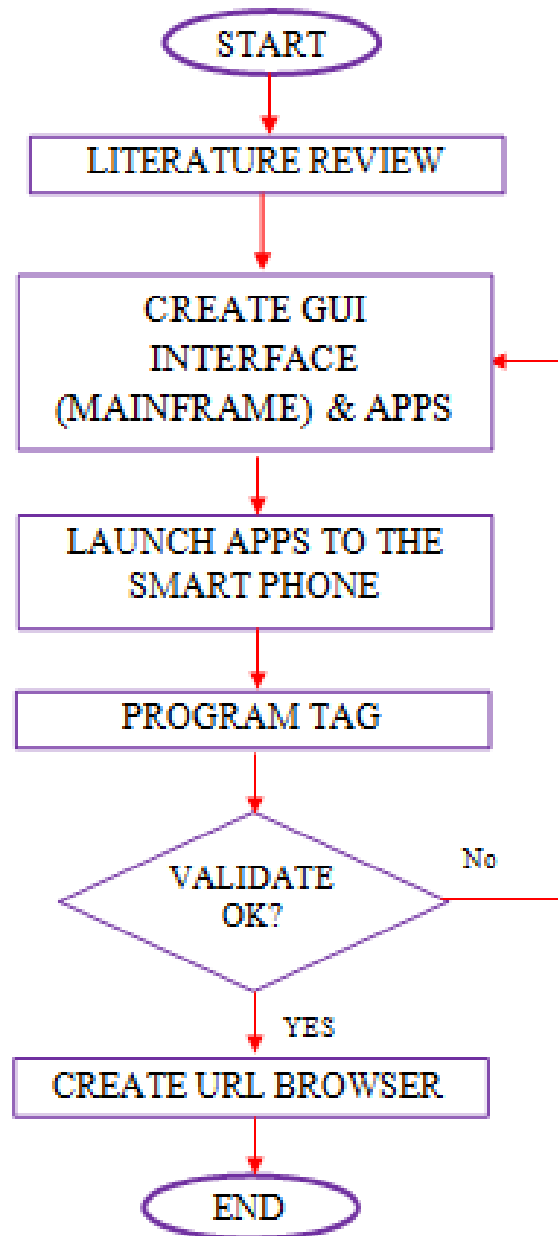 START
LITERATURE REVIEW
CREATE GUI
INTERFACE
(MAINFRAME) & APPS
LAUNCH APPS TO THE
SMART PHONE
PROGRAM TAG
VALIDATE
OK?
No
YES
CREATE URL BROWSER
END